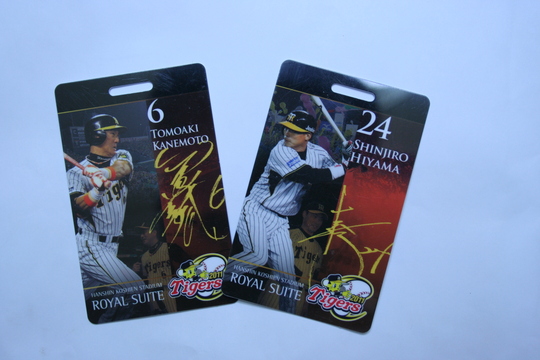 6
TOMOAKI
KANEMOTO
HANSHIN KOSHIEN STADIUM
ROYAL SUITE
2011
Tigers
24
SHINJIRO
HIYAMA
HANSHIN KOSHIEN STADIUM
ROYAL SUITE
2011
Tigers